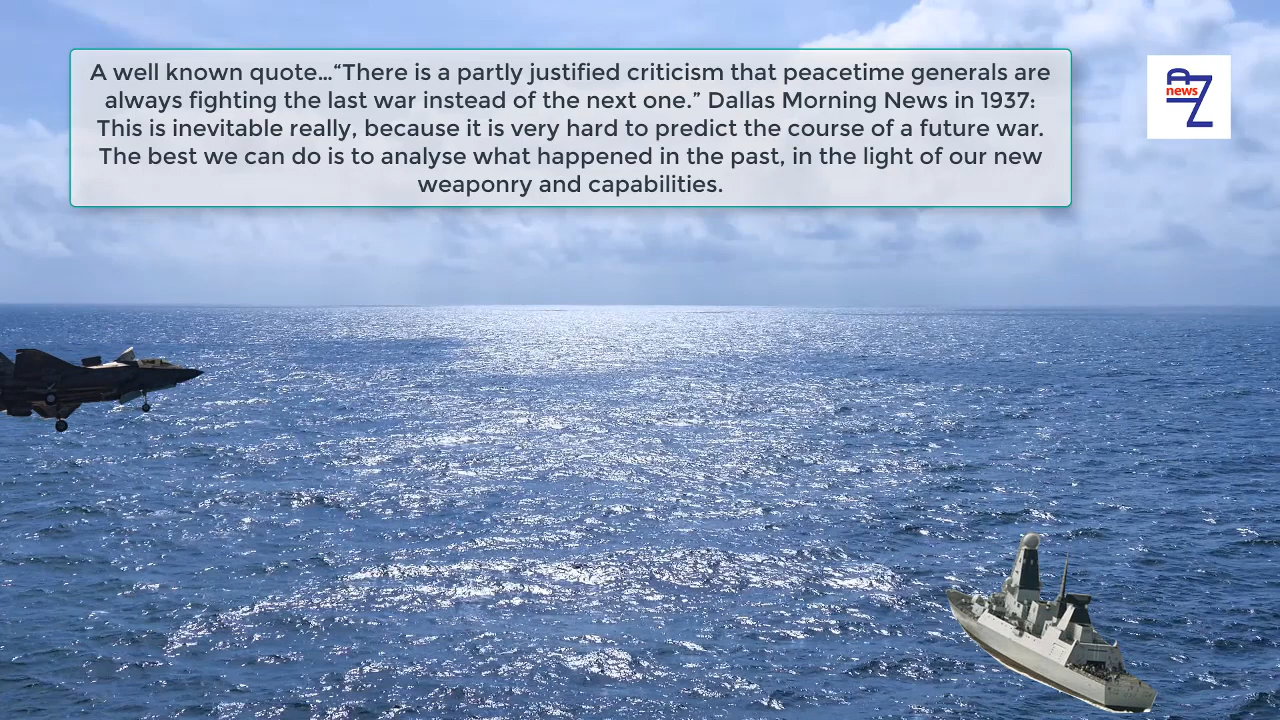 A well known quote…“There is a partly justified criticism that peacetime generals are
always fighting the last war instead of the next one.” Dallas Morning News in 1937:
This is inevitable really, because it is very hard to predict the course of a future war.
The best we can do is to analyse what happened in the past, in the light of our new
weaponry and capabilities.
A
news
Z